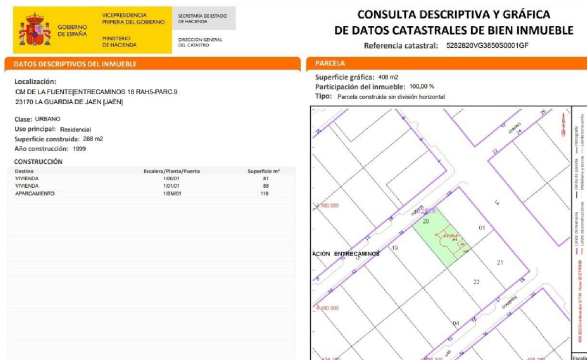 GOBIERNO
DE ESPAÑA
VICEPRESIDENCIA
PRIMERA DEL GOBIERNO
MINISTERIO
DE HACIENDA
SECRETARÍA DE ESTADO
DE HACIENDA
DIRECCIÓN GENERAL
DEL CATASTRO
CONSULTA DESCRIPTIVA Y GRÁFICA
DE DATOS CATASTRALES DE BIEN INMUEBLE
Referencia catastral: 5282820VG3850S0001GF
DATOS DESCRIPTIVOS DEL INMUEBLE
Localización:
CM DE LA FUENTE[ENTRECAMINOS 18 RAH5-PARC.9
23170 LA GUARDIA DE JAEN [JAÉN]
Clase: URBANO
Uso principal: Residencial
Superficie construida: 288 m2
Año construcción: 1999
CONSTRUCCIÓN
Destino Escalera/Planta/Puerta Superficie m²
VIVIENDA 1/00/01 81
VIVIENDA 1/01/01 89
APARCAMIENTO 1/SM/01 118
PARCELA
Superficie gráfica: 408 m2
Participación del inmueble: 100,00 %
Tipo: Parcela construida sin división horizontal
20
01
19
21
22
04
ACIÓN ENTRECAMINOS